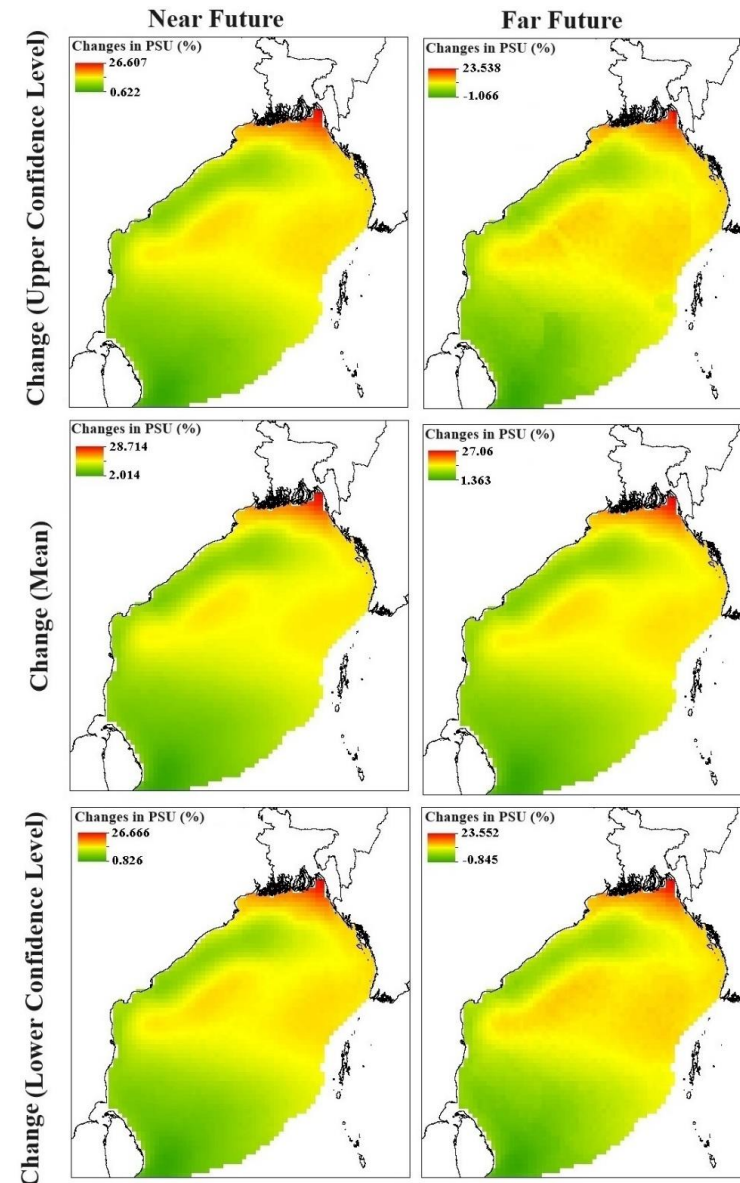 Near Future
Far Future
Change (Upper Confidence Level)
Changes in PSU (%)
26.607
0.622
Changes in PSU (%)
23.538
-1.066
Change (Mean)
Changes in PSU (%)
28.714
2.014
Changes in PSU (%)
27.06
1.363
Change (Lower Confidence Level)
Changes in PSU (%)
26.666
0.826
Changes in PSU (%)
23.552
-0.845